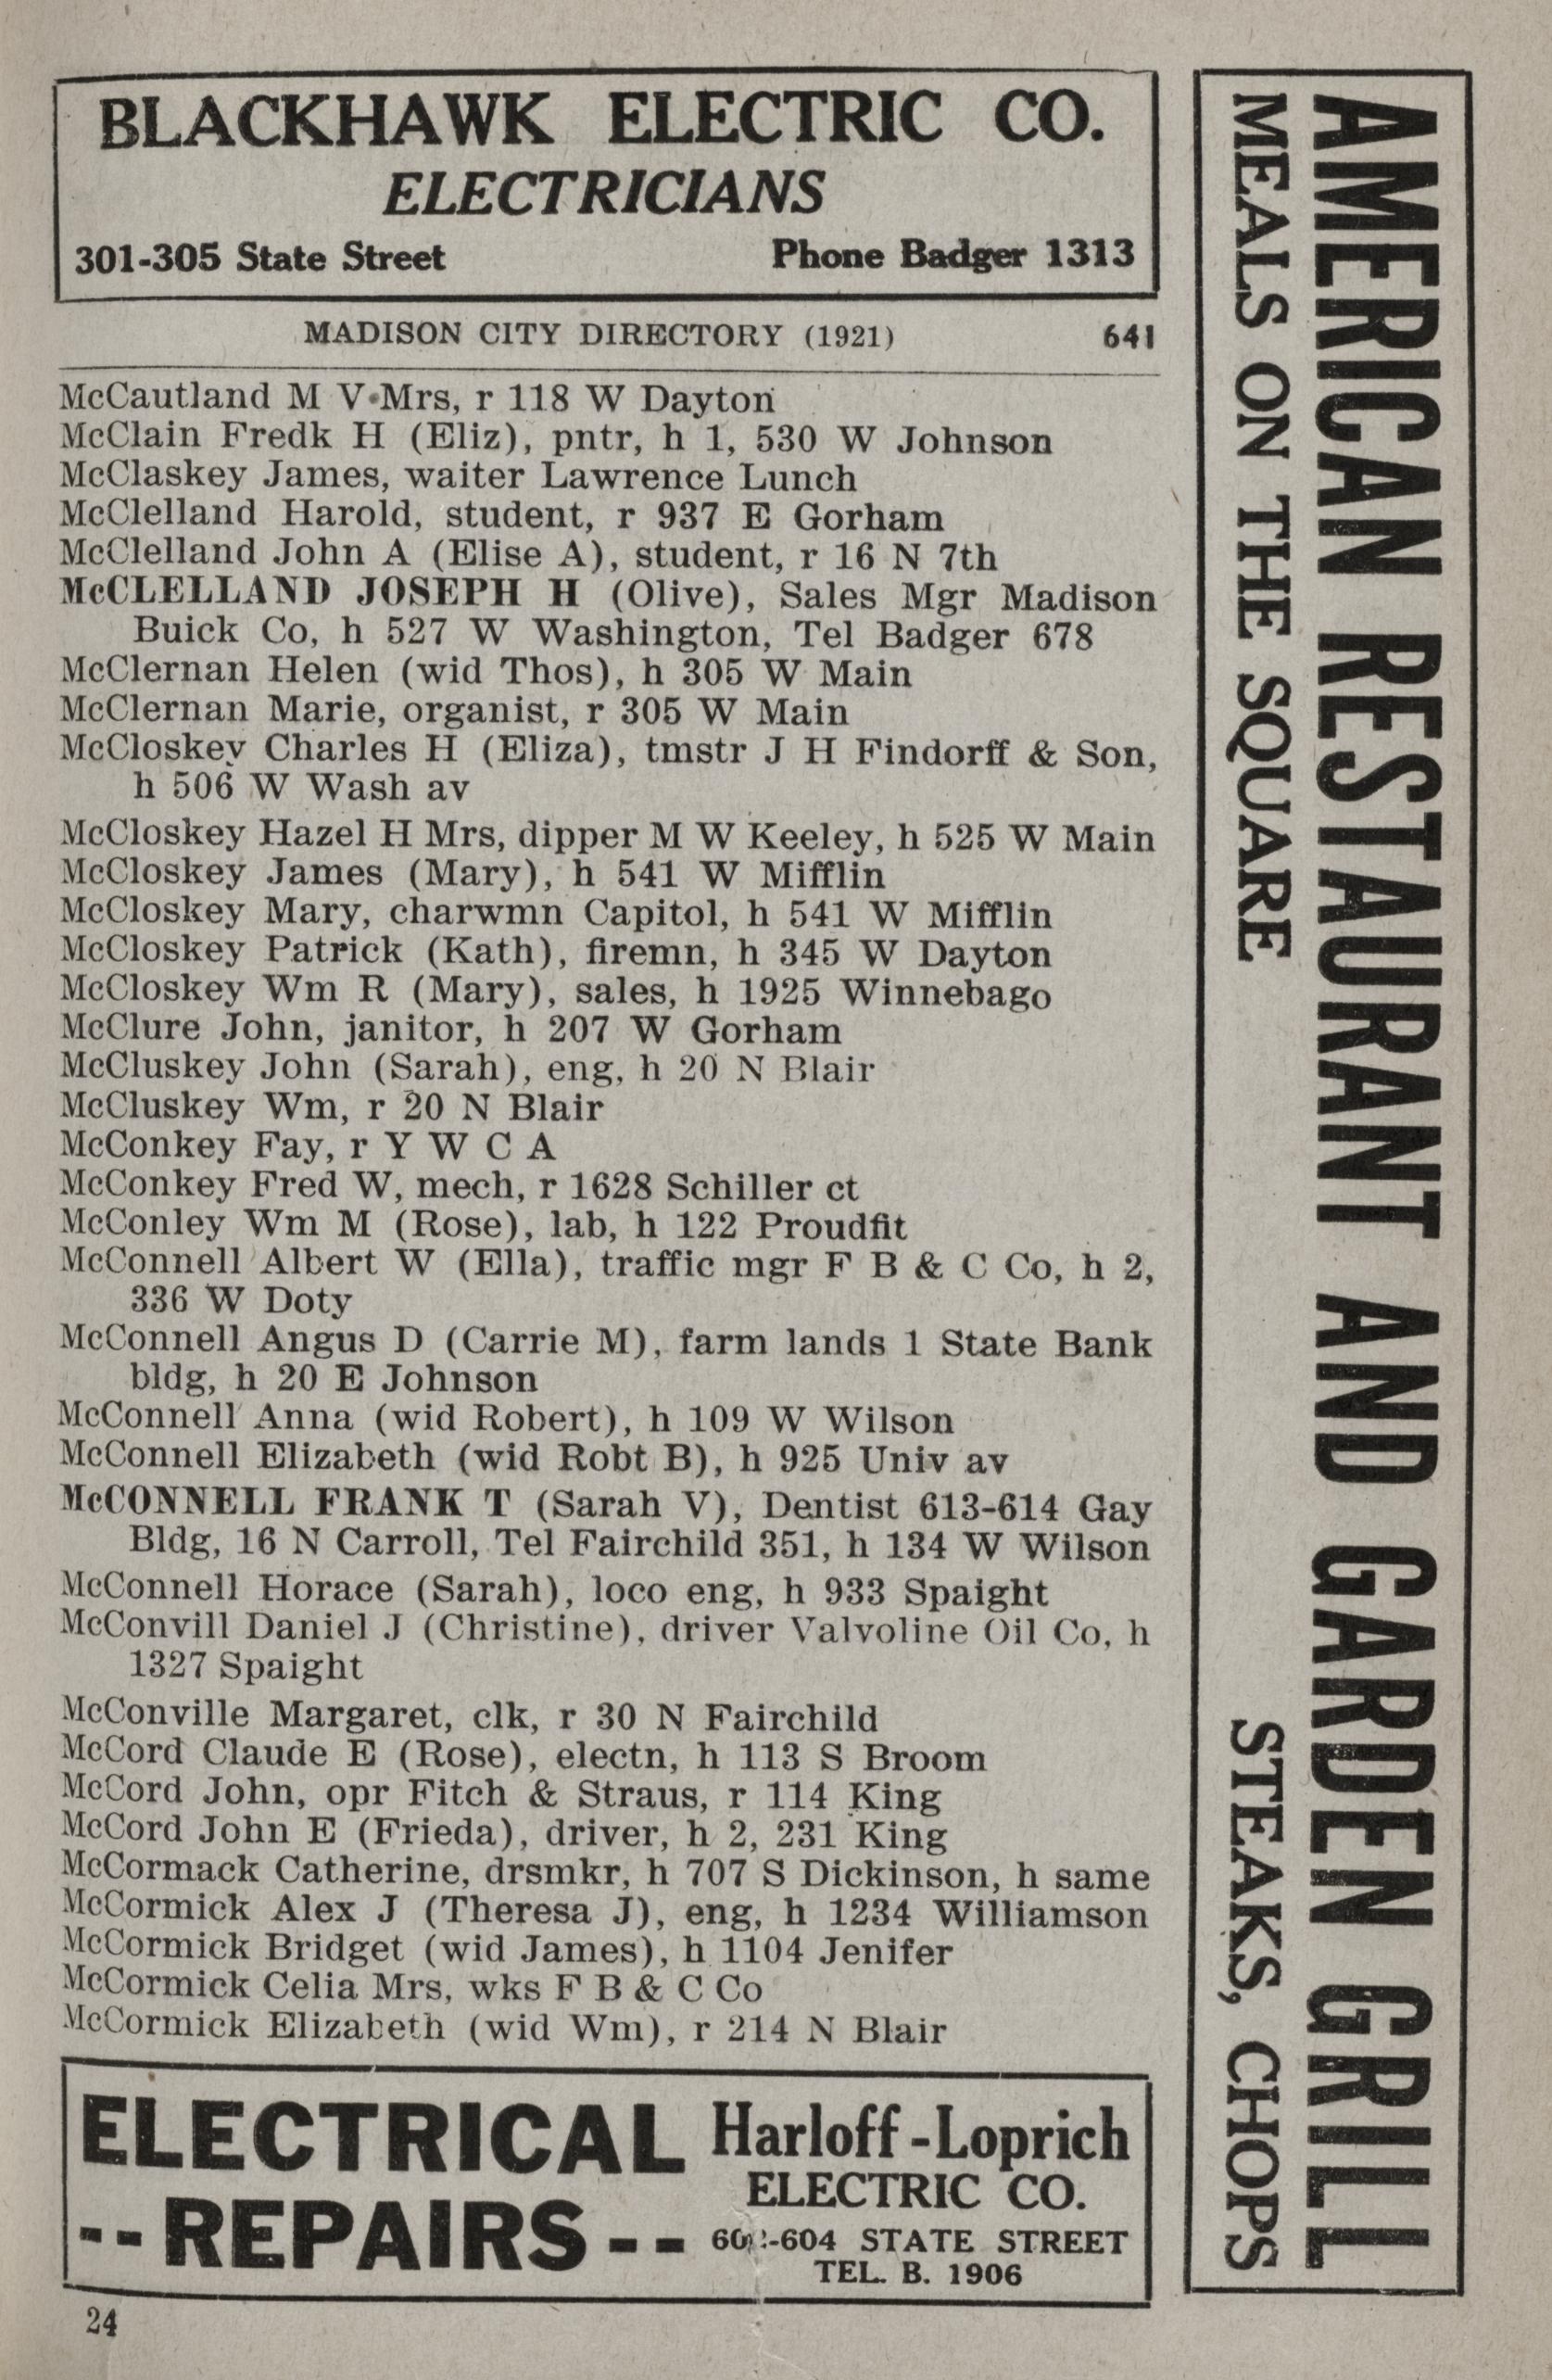 BLACKHAWK ELECTRIC CO.
ELECTRICIANS
301-305 State Street Phone Badger 1313
MADISON CITY DIRECTORY (1921) 641
McCautland M V Mrs, r 118 W Dayton
McClain Fredk H (Eliz), pntr, h 1, 530 W Johnson
McClaskey James, waiter Lawrence Lunch
McClelland Harold, student, r 937 E Gorham
McClelland John A (Elise A), student, r 16 N 7th
McCLELLAND JOSEPH H (Olive), Sales Mgr Madison
Buick Co, h 527 W Washington, Tel Badger 678
McClernan Helen (wid Thos), h 305 W Main
McClernan Marie, organist, r 305 W Main
McCloskey Charles H (Eliza), tmstr J H Findorff & Son,
h 506 W Wash av
McCloskey Hazel H Mrs, dipper M W Keeley, h 525 W Main
McCloskey James (Mary), h 541 W Mifflin
McCloskey Mary, charwmn Capitol, h 541 W Mifflin
McCloskey Patrick (Kath), firemn, h 345 W Dayton
McCloskey Wm R (Mary), sales, h 1925 Winnebago
McClure John, janitor, h 207 W Gorham
McCluskey John (Sarah), eng, h 20 N Blair
McCluskey Wm, r 20 N Blair
McConkey Fay, r Y W C A
McConkey Fred W, mech, r 1628 Schiller ct
McConley Wm M (Rose), lab, h 122 Proudfit
McConnell Albert W (Ella), traffic mgr F B & C Co, h 2,
336 W Doty
McConnell Angus D (Carrie M), farm lands 1 State Bank
bldg, h 20 E Johnson
McConnell Anna (wid Robert), h 109 W Wilson
McConnell Elizabeth (wid Robt B), h 925 Univ av
McCONNELL FRANK T (Sarah V), Dentist 613-614 Gay
Bldg, 16 N Carroll, Tel Fairchild 351, h 134 W Wilson
McConnell Horace (Sarah), loco eng, h 933 Spaight
McConvill Daniel J (Christine), driver Valvoline Oil Co, h
1327 Spaight
McConville Margaret, clk, r 30 N Fairchild
McCord Claude E (Rose), electn, h 113 S Broom
McCord John, opr Fitch & Straus, r 114 King
McCord John E (Frieda), driver, h 2, 231 King
McCormack Catherine, drsmkr, h 707 S Dickinson, h same
McCormick Alex J (Theresa J), eng, h 1234 Williamson
McCormick Bridget (wid James), h 1104 Jenifer
McCormick Celia Mrs, wks F B & C Co
McCormick Elizabeth (wid Wm), r 214 N Blair
ELECTRICAL
--REPAIRS--
Harloff-Loprich
ELECTRIC CO.
602-604 STATE STREET
TEL. B. 1906
24
AMERICAN RESTAURANT AND GARDEN GRILL
MEALS ON THE SQUARE STEAKS, CHOPS